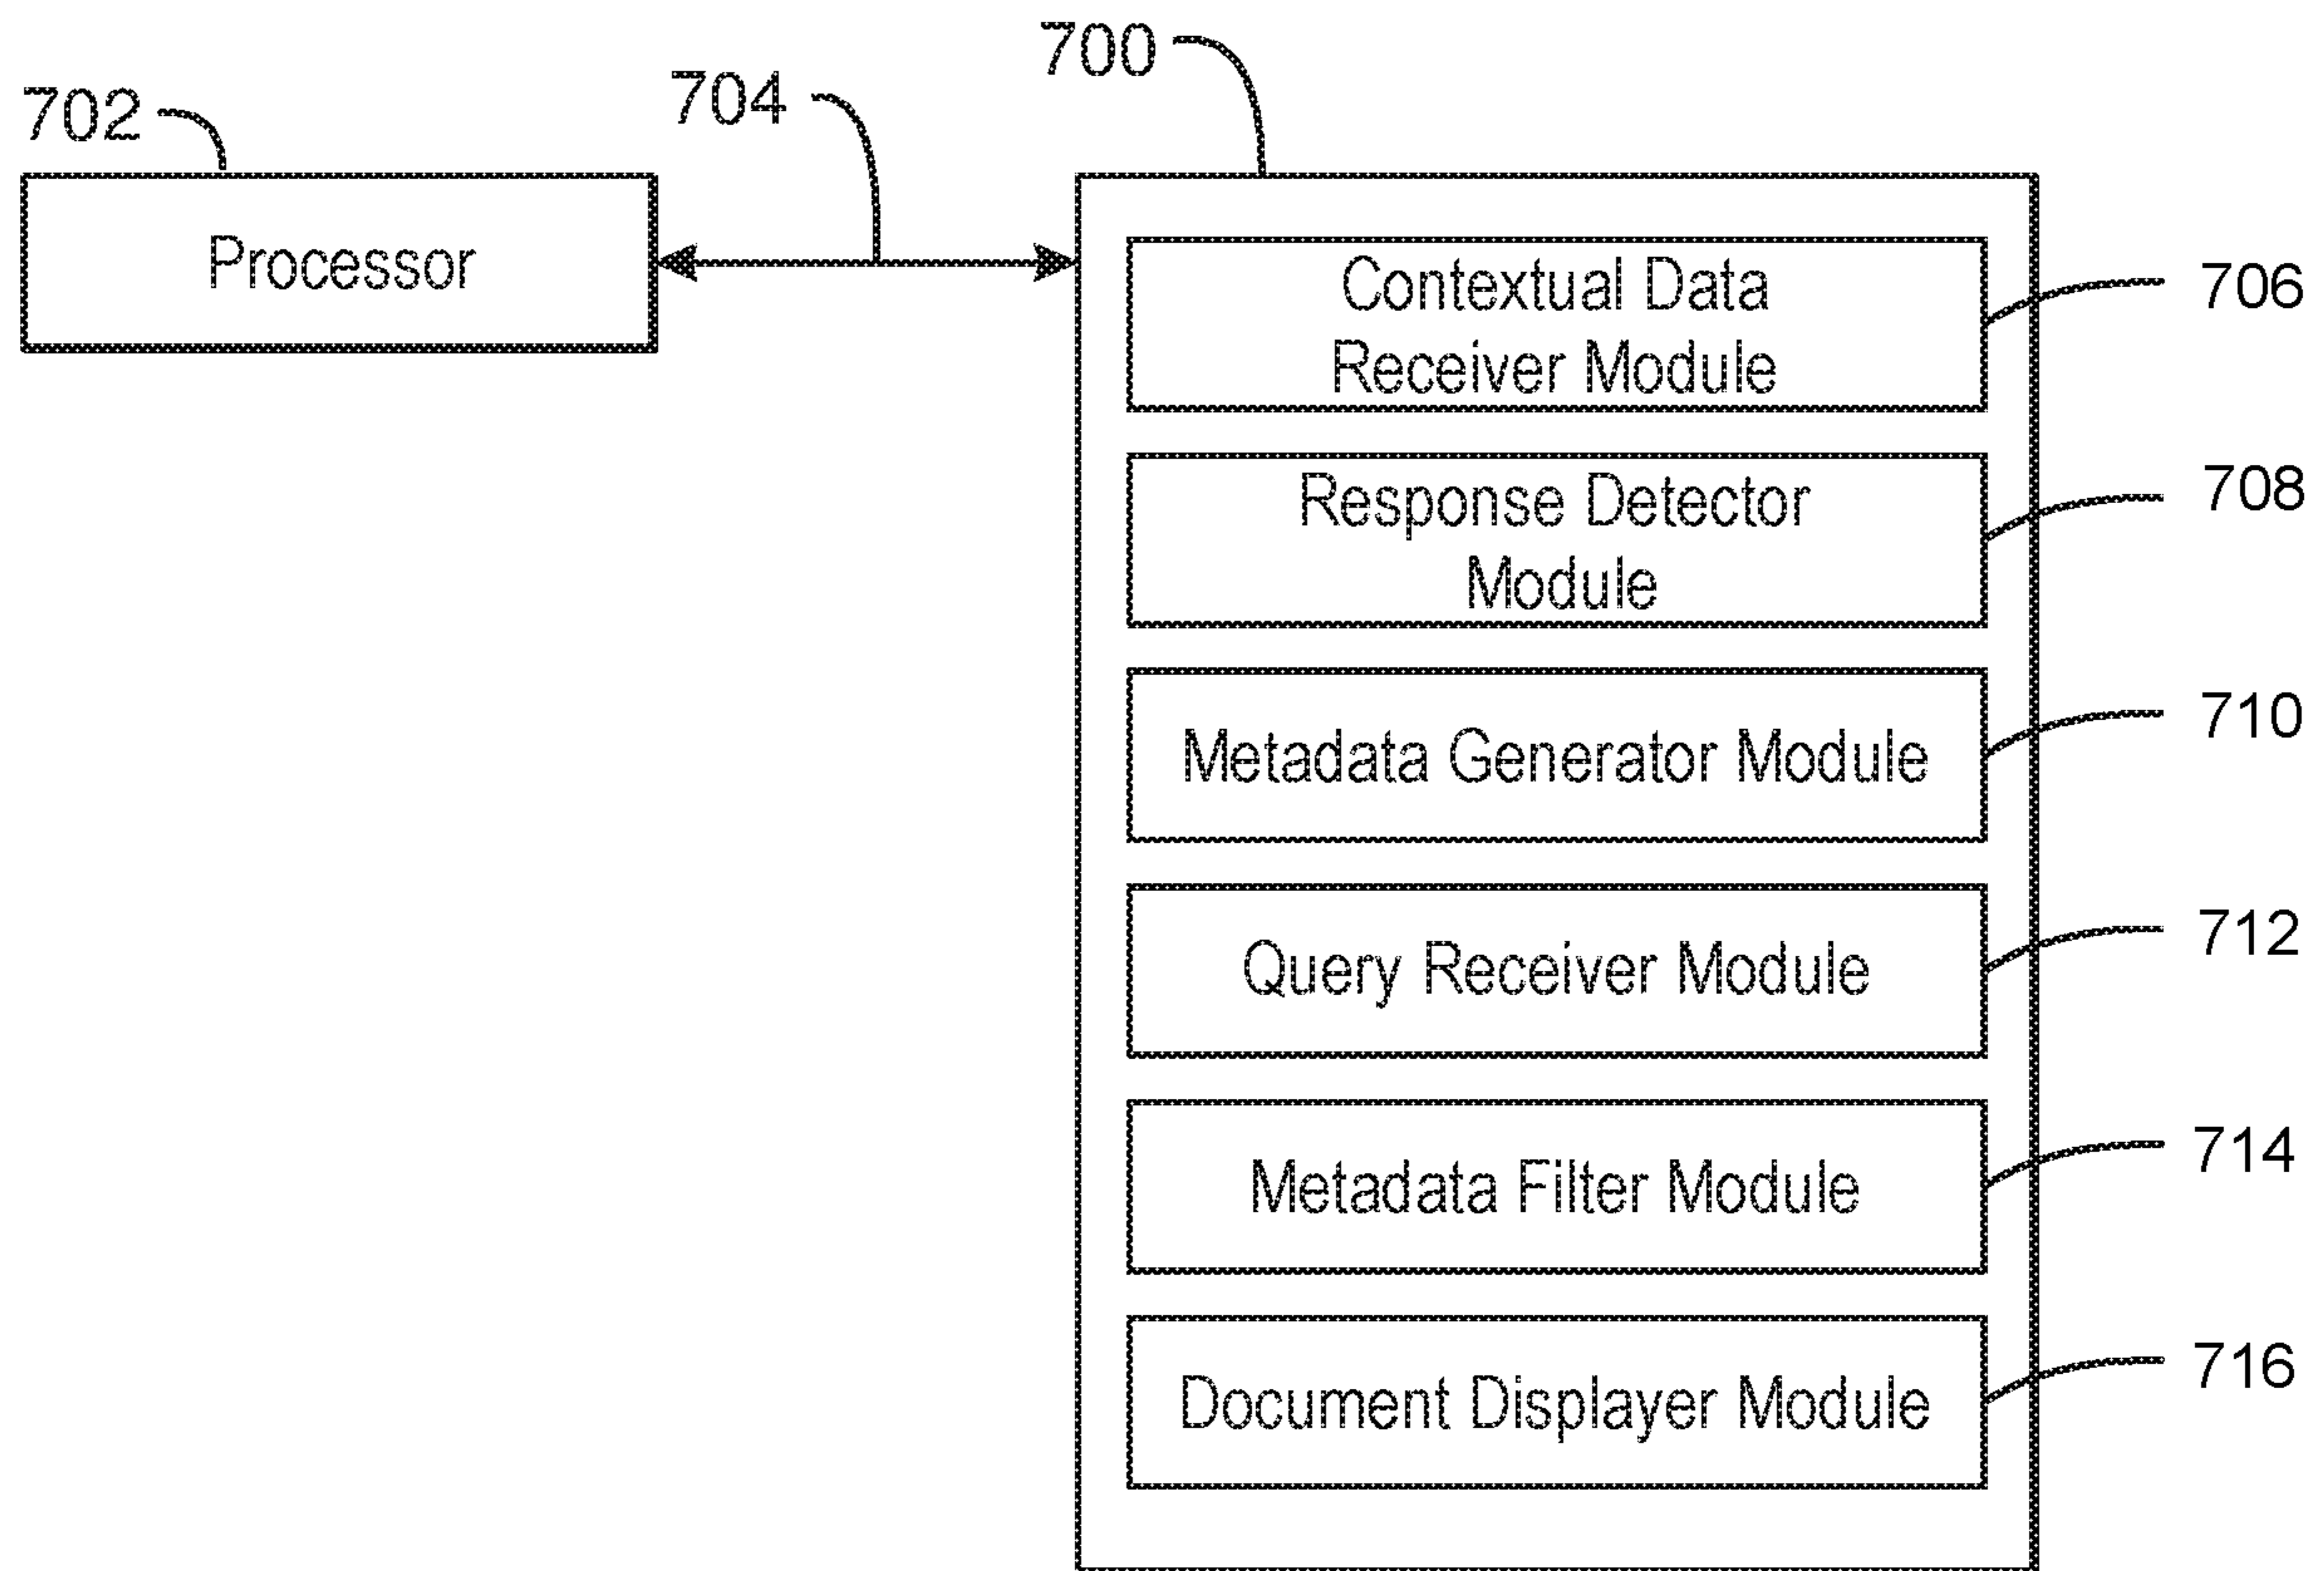 700
704
702
Processor
Contextual Data
Receiver Module
706
Response Detector
Module
708
Metadata Generator Module
710
Query Receiver Module
712
Metadata Filter Module
714
Document Displayer Module
716